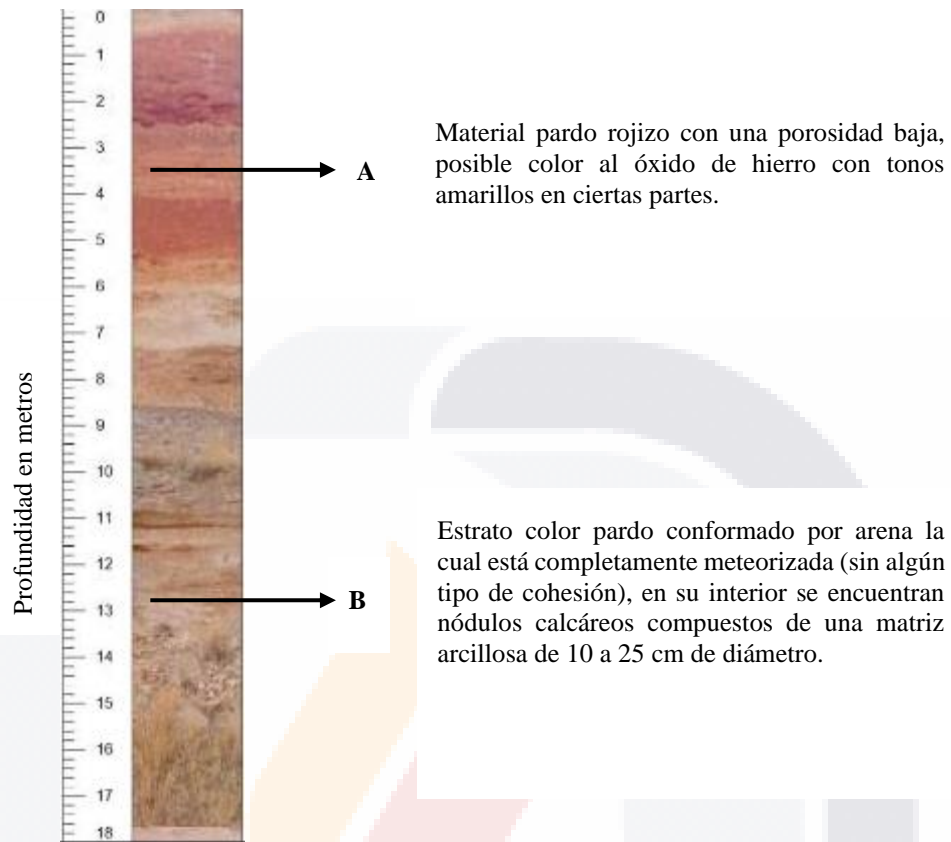 0
1
2
3
4
5
6
7
8
9
10
11
12
13
14
15
16
17
18
Profundidad en metros
A
Material pardo rojizo con una porosidad baja,
posible color al óxido de hierro con tonos
amarillos en ciertas partes.
B
Estrato color pardo conformado por arena la
cual está completamente meteorizada (sin algún
tipo de cohesión), en su interior se encuentran
nódulos calcáreos compuestos de una matriz
arcillosa de 10 a 25 cm de diámetro.